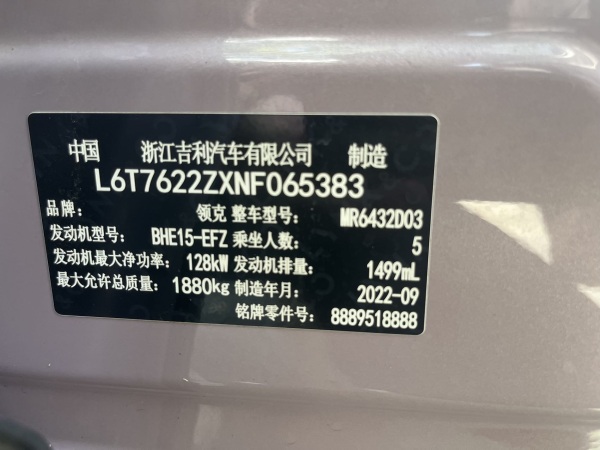 中国 浙江吉利汽车有限公司 制造
L6T7622ZXNF065383
品牌： 领克 整车型号： MR6432D03
发动机型号： BHE15-EFZ 乘坐人数： 5
发动机最大净功率： 128kW 发动机排量： 1499mL
最大允许总质量： 1880kg 制造年月： 2022-09
铭牌零件号： 8889518888